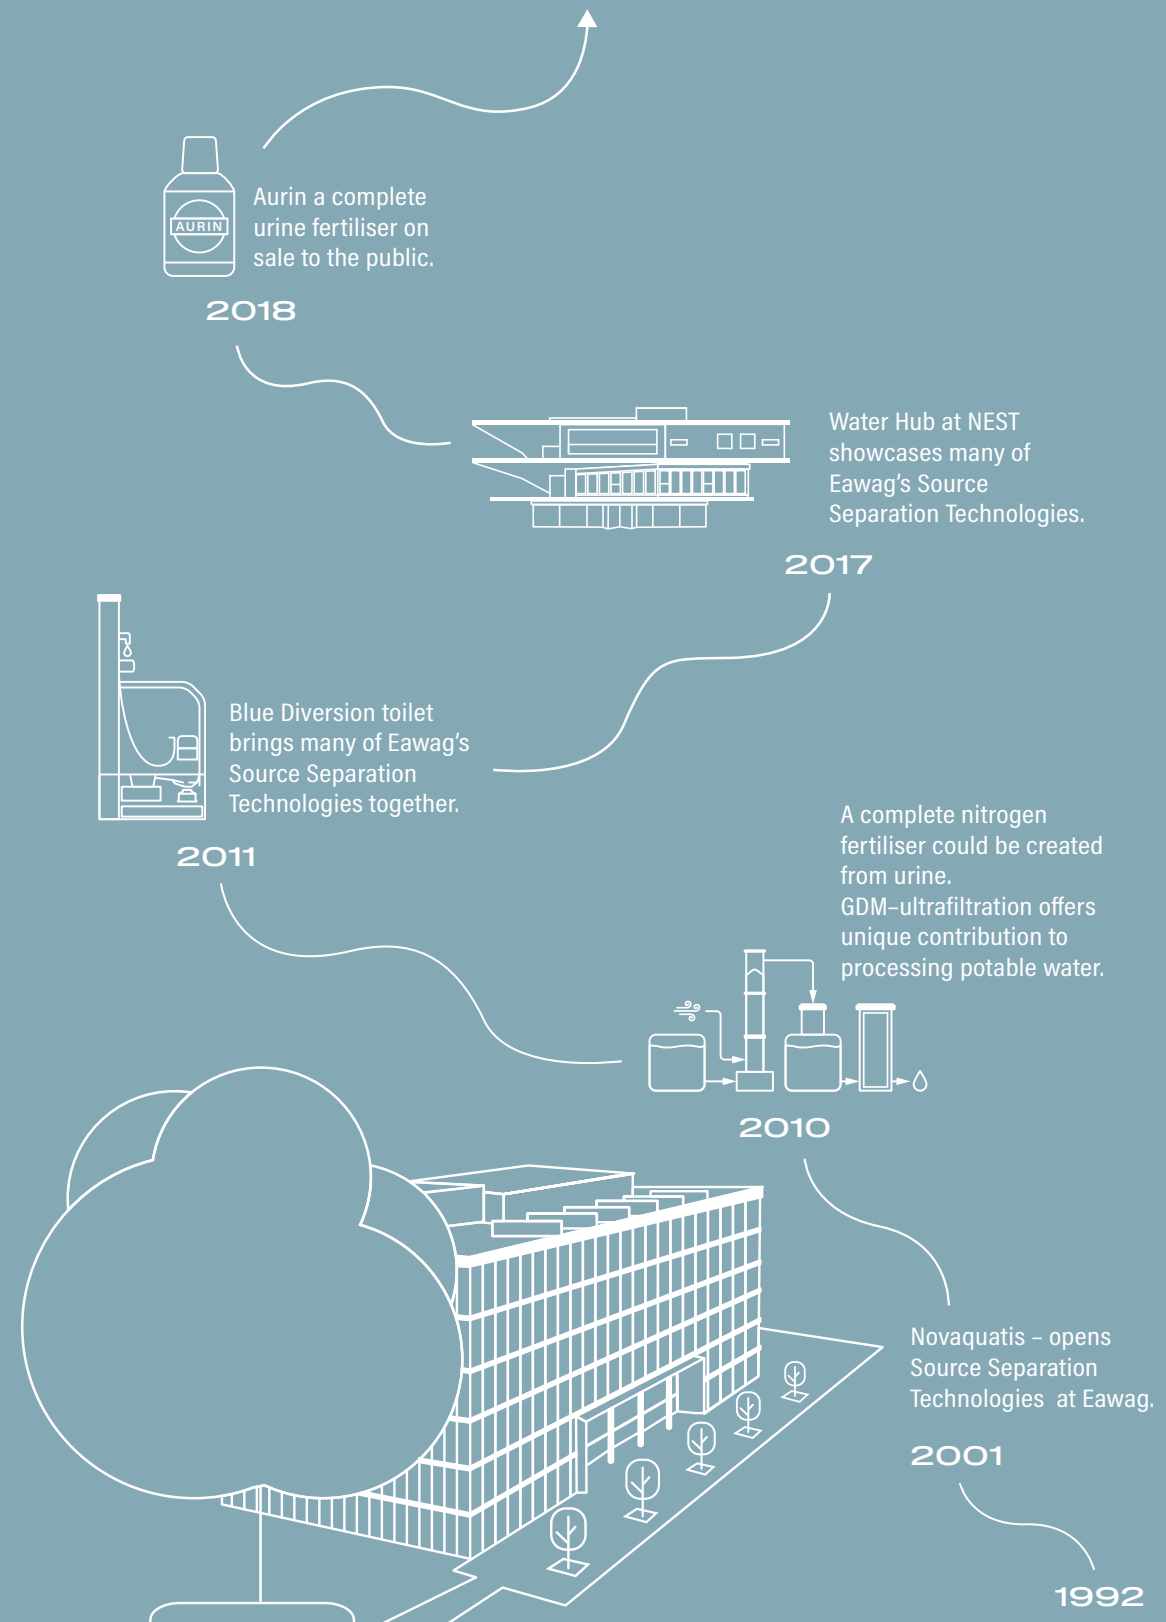 AURIN
Aurin a complete
urine fertiliser on
sale to the public.
2018
Water Hub at NEST
showcases many of
Eawag's Source
Separation Technologies.
2017
Blue Diversion toilet
brings many of Eawag's
Source Separation
Technologies together.
2011
A complete nitrogen
fertiliser could be created
from urine.
GDM–ultrafiltration offers
unique contribution to
processing potable water.
2010
Novaquatis – opens
Source Separation
Technologies  at Eawag.
2001
1992